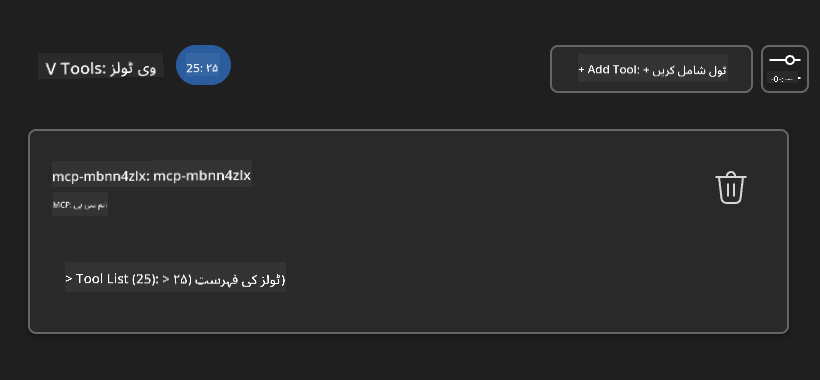 V Tools: وی ٹولز
25: ۲۵
+ Add Tool: + ٹول شامل کریں
mcp-mbnn4zlx: mcp-mbnn4zlx
MCP: ایم سی پی
> Tool List (25): > ٹولز کی فہرست (۲۵)